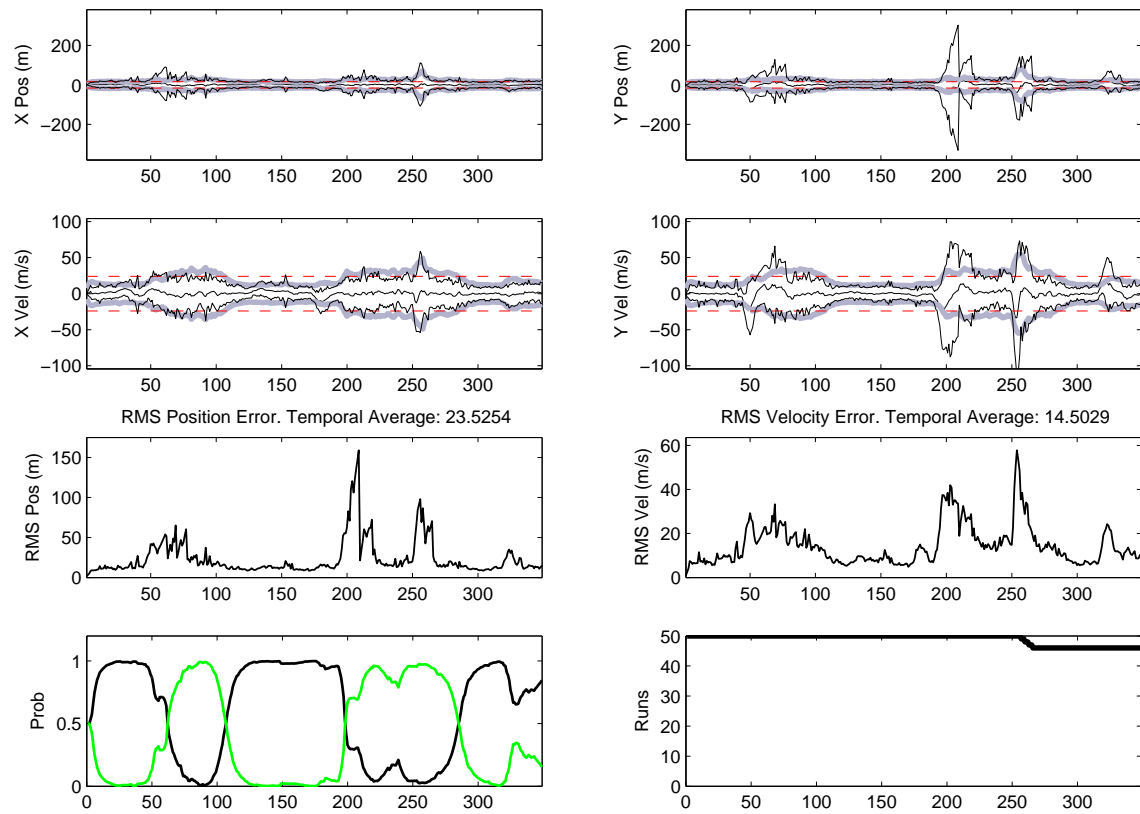 X Pos (m)
200
0
−200
50 100 150 200 250 300
Y Pos (m)
200
0
−200
50 100 150 200 250 300
X Vel (m/s)
100
50
0
−50
−100
50 100 150 200 250 300
Y Vel (m/s)
100
50
0
−50
−100
50 100 150 200 250 300
RMS Position Error. Temporal Average: 23.5254
RMS Pos (m)
150
100
50
0
0 50 100 150 200 250 300
RMS Velocity Error. Temporal Average: 14.5029
RMS Vel (m/s)
60
40
20
0
0 50 100 150 200 250 300
Prob
1
0.5
0
0 50 100 150 200 250 300
Runs
50
40
30
20
10
0
0 50 100 150 200 250 300